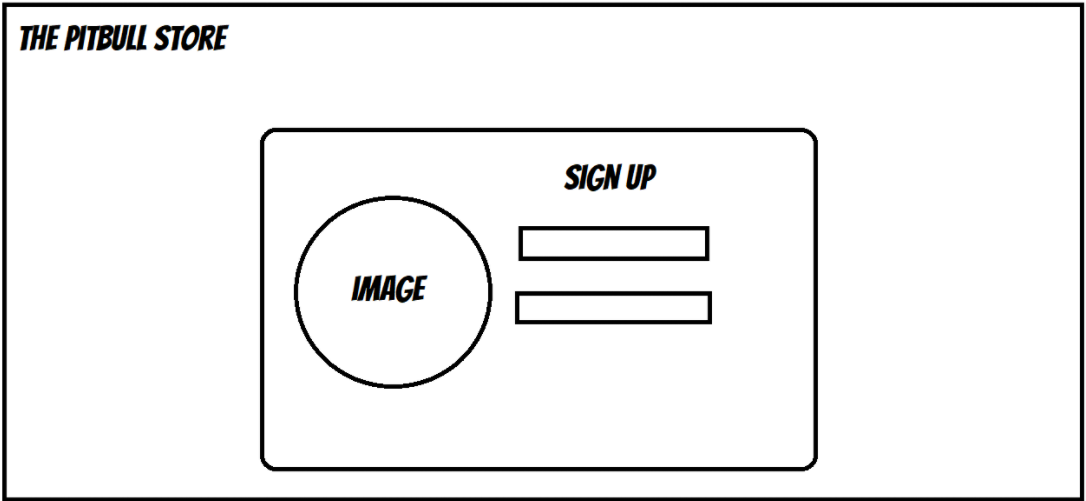 THE PITBULL STORE
SIGN UP
IMAGE